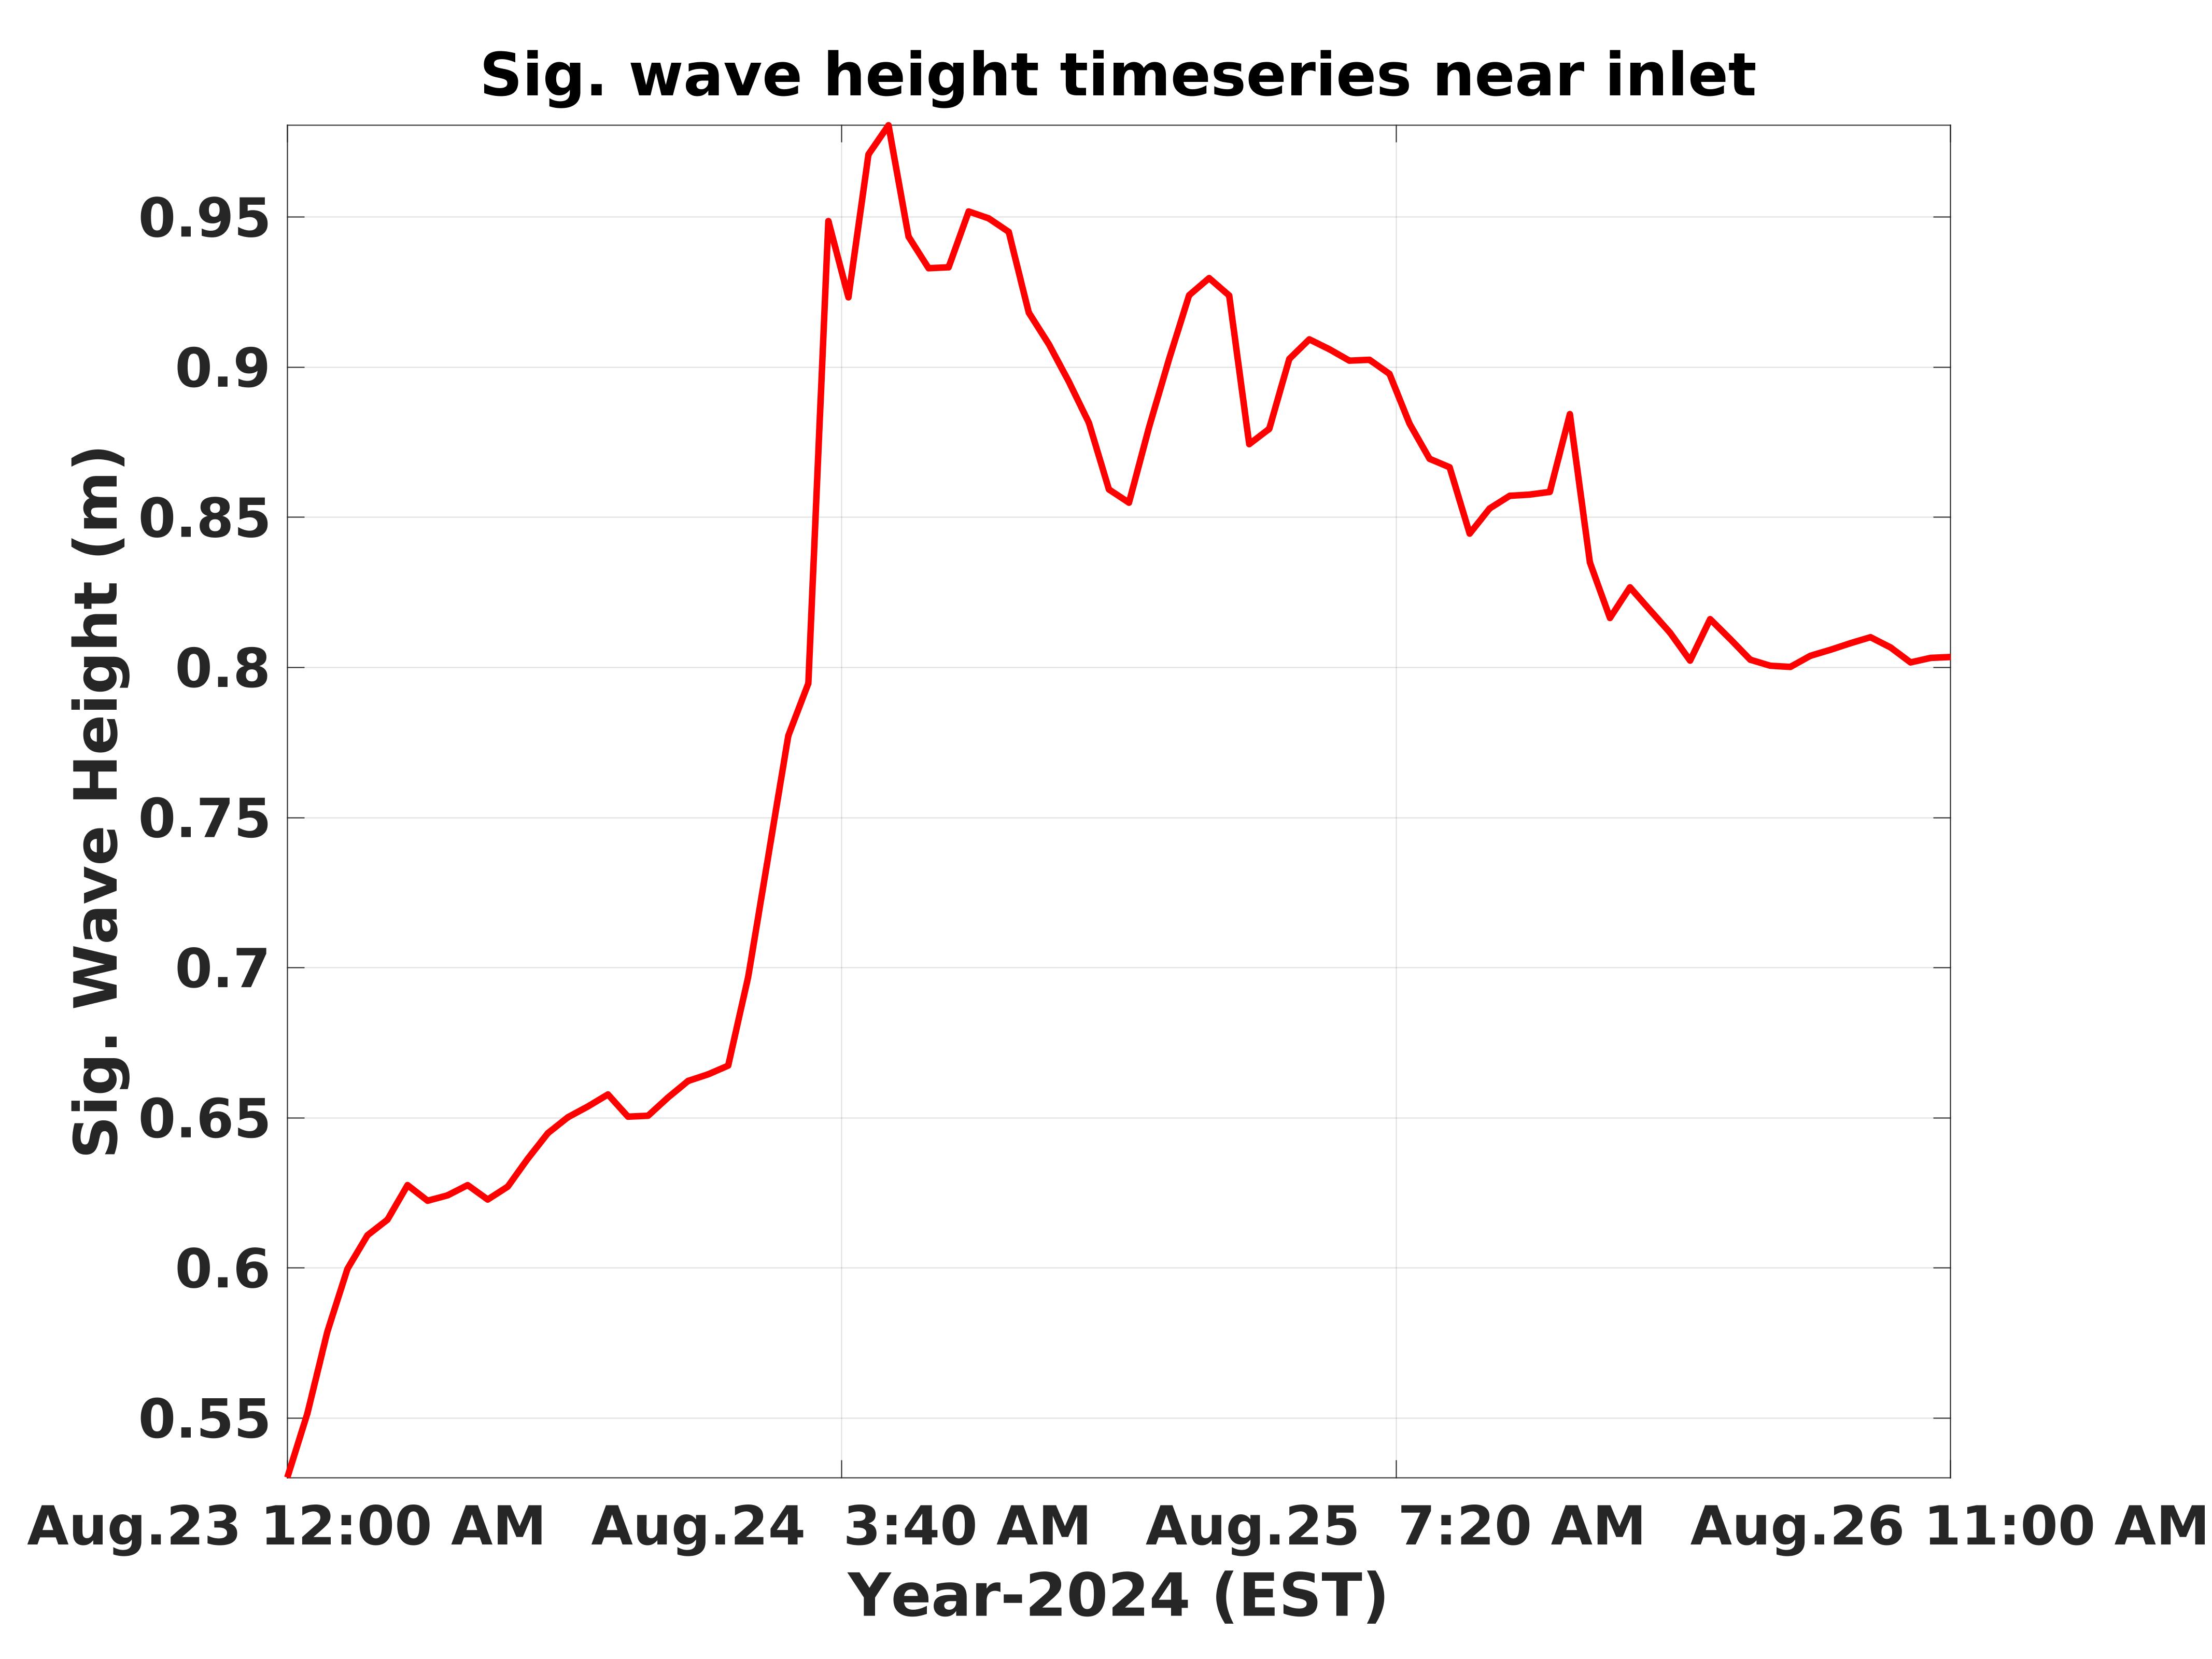 Sig. wave height timeseries near inlet
Sig. Wave Height (m)
0.95
0.9
0.85
0.8
0.75
0.7
0.65
0.6
0.55
Aug.23 12:00 AM Aug.24 3:40 AM Aug.25 7:20 AM Aug.26 11:00 AM
Year-2024 (EST)